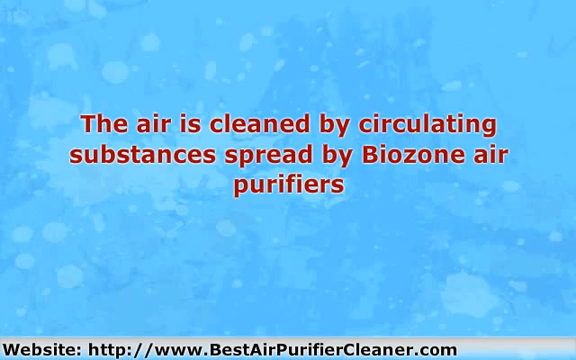 The air is cleaned by circulating
substances spread by Biozone air
purifiers
Website: http://www.BestAirPurifierCleaner.com